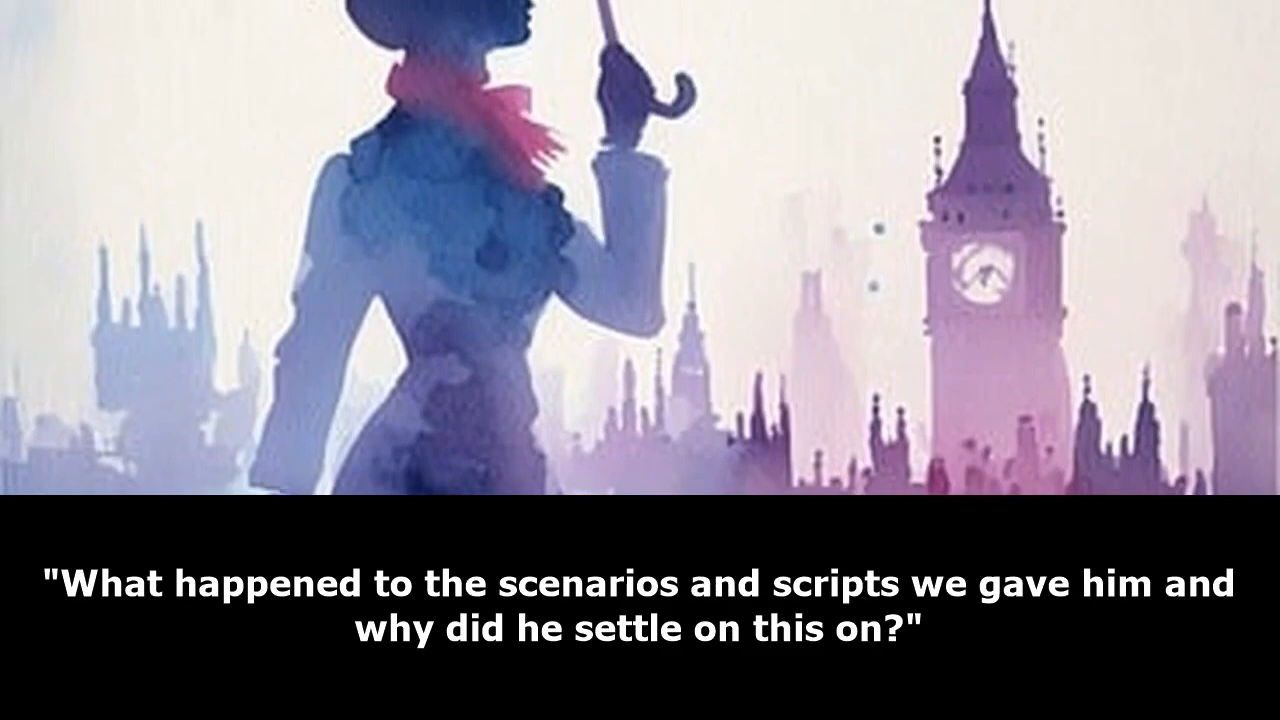 "What happened to the scenarios and scripts we gave him and
why did he settle on this on?"